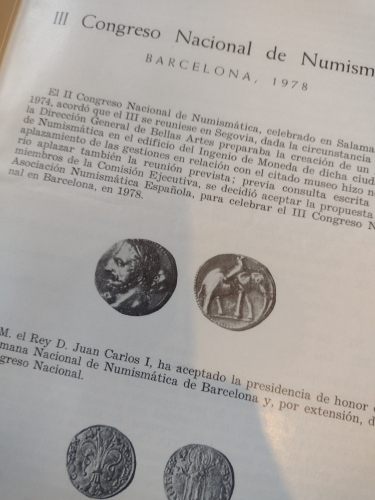 III Congreso Nacional de Numism
BARCELONA, 1978
El II Congreso Nacional de Numismática, celebrado en Salama
1974, acordó que el III se reuniese en Segovia, dada la circunstancia
la Dirección General de Bellas Artes preparaba la creación de un
de Numismática en el edificio del Ingenio de Moneda de dicha ciud
aplazamiento de las gestiones en relación con el citado museo hizo n
rio aplazar también la reunión prevista; previa consulta escrita
miembros de la Comisión Ejecutiva, se decidió aceptar la propuesta
Asociación Numismática Española, para celebrar el III Congreso N
nal en Barcelona, en 1978.
M. el Rey D. Juan Carlos I, ha aceptado la presidencia de honor
mana Nacional de Numismática de Barcelona y, por extensión, d
greso Nacional.